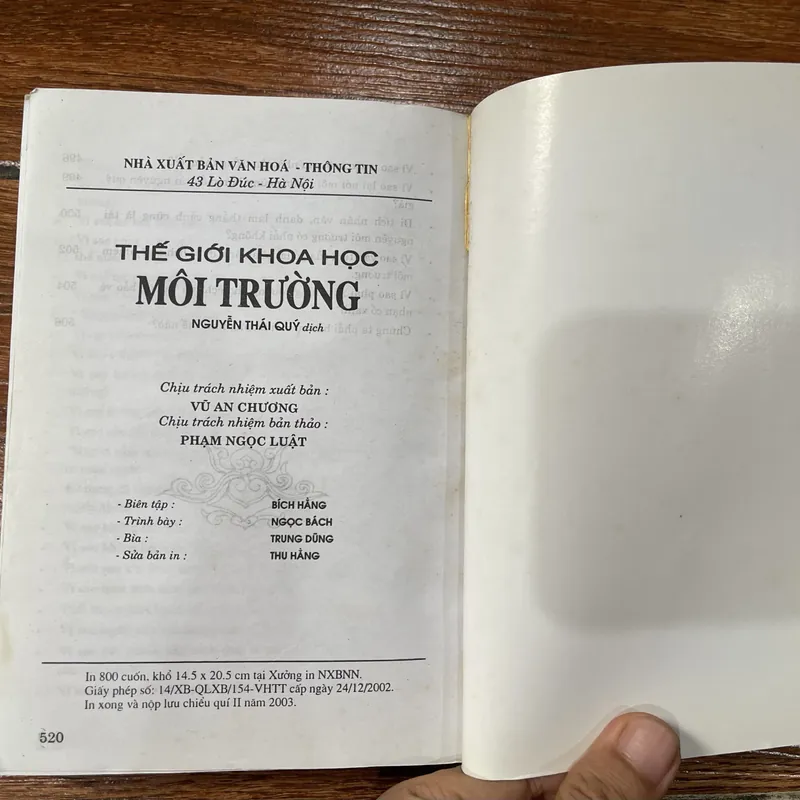 NHÀ XUẤT BẢN VĂN HOÁ - THÔNG TIN
43 Lò Đúc - Hà Nội
THẾ GIỚI KHOA HỌC
MÔI TRƯỜNG
NGUYỄN THÁI QUÝ dịch
Chịu trách nhiệm xuất bản :
VŨ AN CHƯƠNG
Chịu trách nhiệm bản thảo :
PHẠM NGỌC LUẬT
- Biên tập : BÍCH HẰNG
- Trình bày : NGỌC BÁCH
- Bìa : TRUNG DŨNG
- Sửa bản in : THU HẰNG
In 800 cuốn, khổ 14.5 x 20.5 cm tại Xưởng in NXBNN.
Giấy phép số: 14/XB-QLXB/154-VHTT cấp ngày 24/12/2002.
In xong và nộp lưu chiểu quí II năm 2003.
520